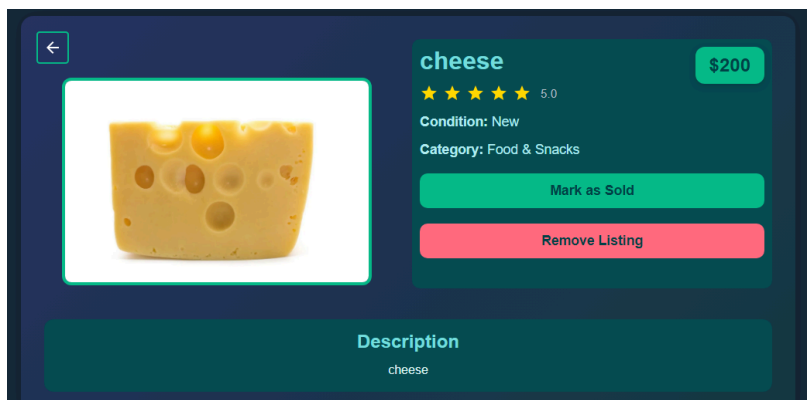 cheese
$200
5.0
Condition: New
Category: Food & Snacks
Mark as Sold
Remove Listing
Description
cheese